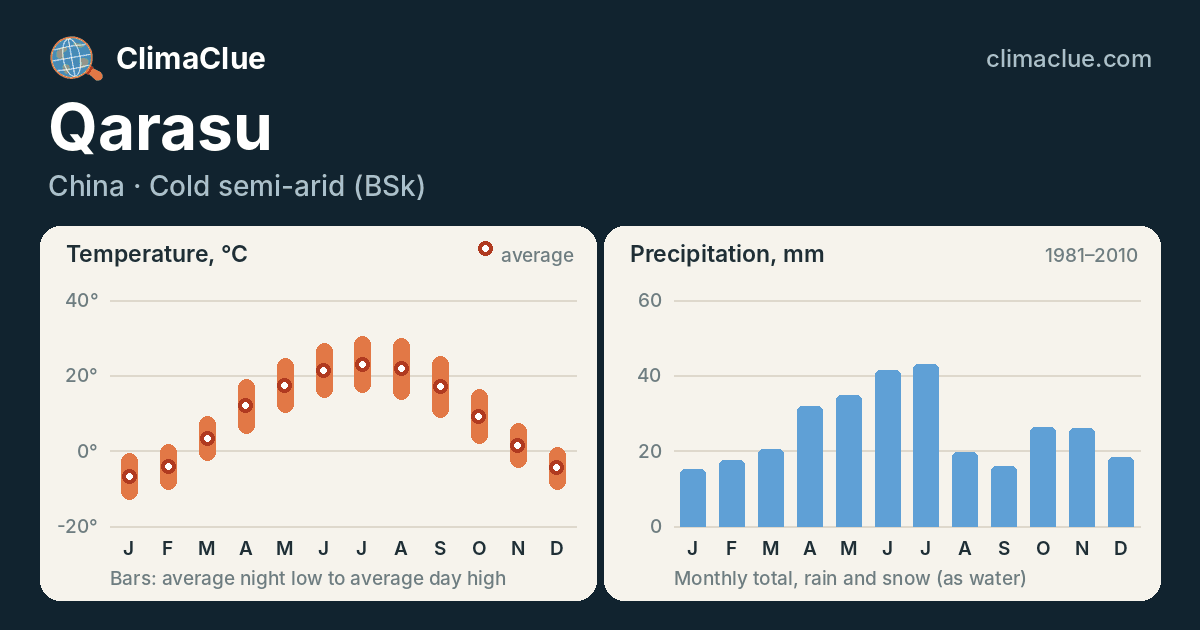 ClimaClue
climaclue.com
Qarasu
China · Cold semi-arid (BSk)
Temperature, °C
average
40°
20°
0°
-20°
J F M A M J J A S O N D
Bars: average night low to average day high
Precipitation, mm
1981–2010
60
40
20
0
J F M A M J J A S O N D
Monthly total, rain and snow (as water)